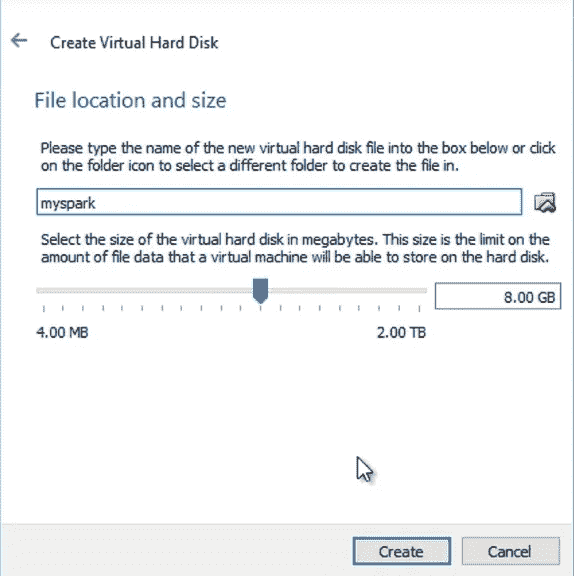 Create Virtual Hard Disk
File location and size
Please type the name of the new virtual hard disk file into the box below or click
on the folder icon to select a different folder to create the file in.
myspark
Select the size of the virtual hard disk in megabytes. This size is the limit on the
amount of file data that a virtual machine will be able to store on the hard disk.
8.00 GB
4.00 MB
2.00 TB
Create
Cancel